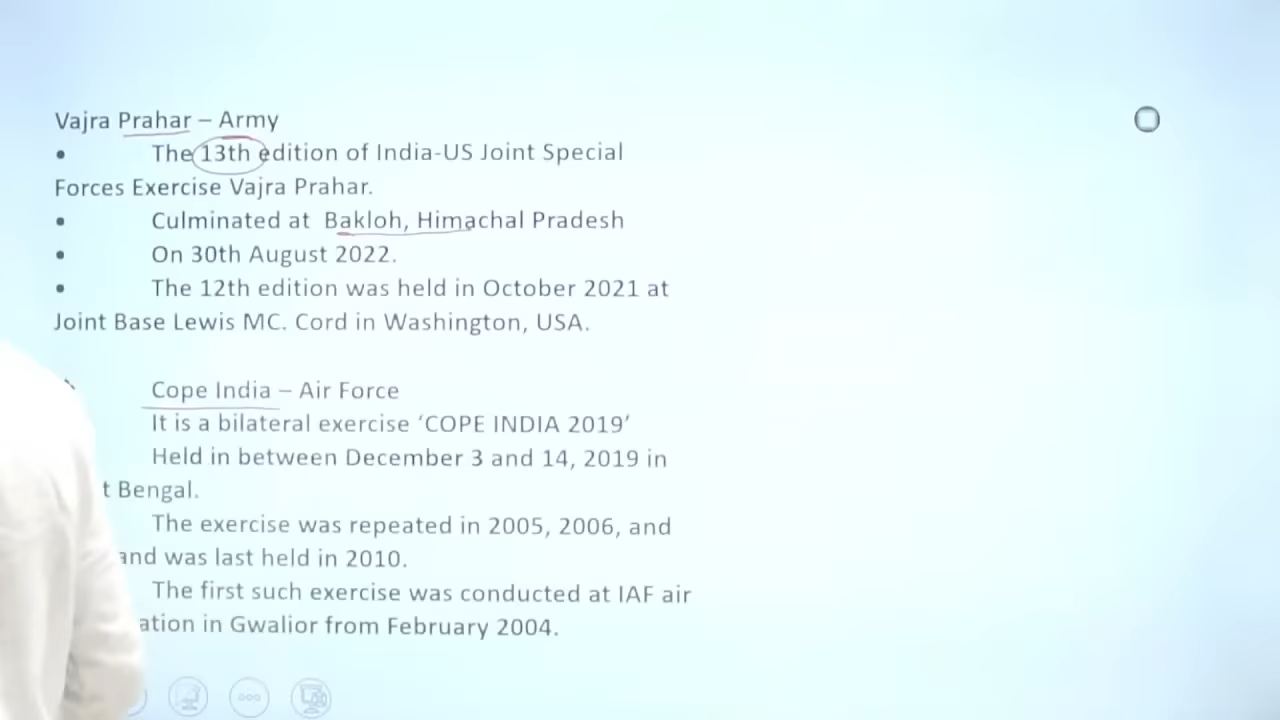 Vajra Prahar – Army
• The 13th edition of India-US Joint Special
Forces Exercise Vajra Prahar.
• Culminated at Bakloh, Himachal Pradesh
• On 30th August 2022.
• The 12th edition was held in October 2021 at
Joint Base Lewis MC. Cord in Washington, USA.
Cope India – Air Force
It is a bilateral exercise ‘COPE INDIA 2019’
Held in between December 3 and 14, 2019 in
t Bengal.
The exercise was repeated in 2005, 2006, and
and was last held in 2010.
The first such exercise was conducted at IAF air
ation in Gwalior from February 2004.